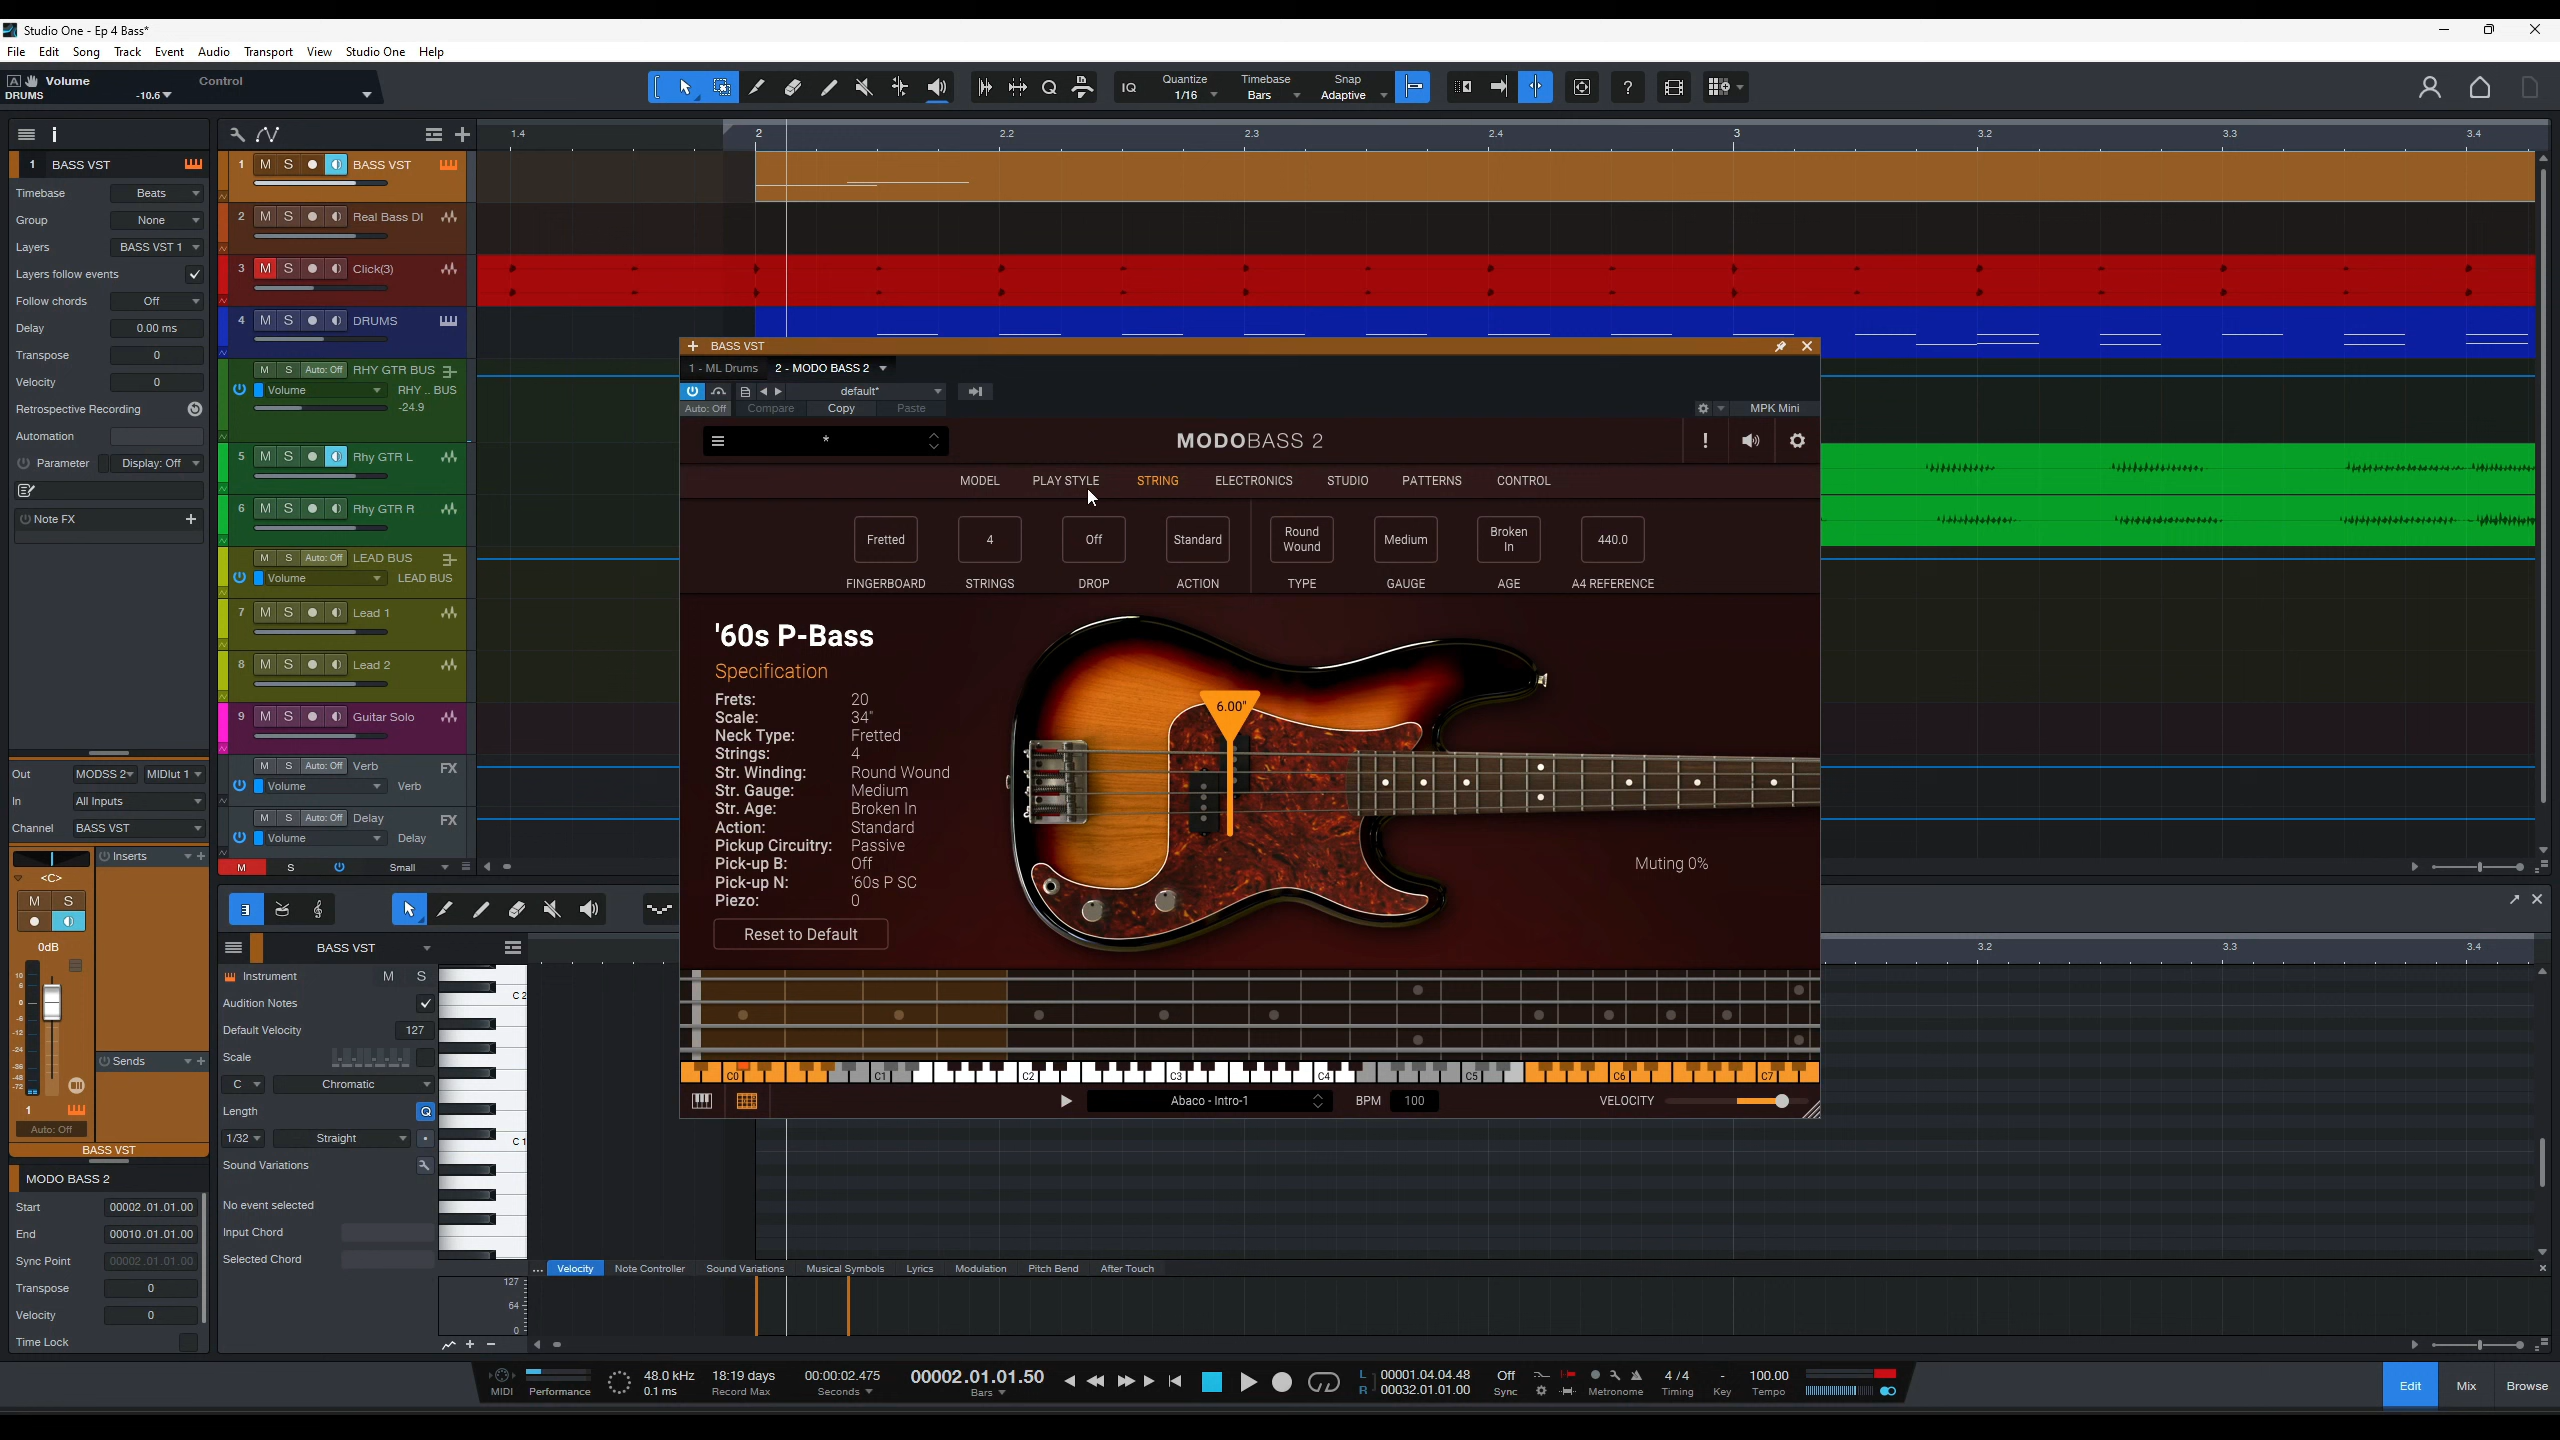 Studio One - Ep 4 Bass*
File Edit Song Track Event Audio Transport View Studio One Help
A Volume Control
DRUMS -10.6
IQ Quantize 1/16 Timebase Bars Snap Adaptive ?
i
1 BASS VST
Timebase Beats
Group None
Layers BASS VST 1
Layers follow events
Follow chords Off
Delay 0.00 ms
Transpose 0
Velocity 0
Retrospective Recording
Automation
Parameter Display: Off
Note FX +
Out MODSS 2 MIDIut 1
In All Inputs
Channel BASS VST
Inserts
<C>
M S
0dB
Sends
1
Auto: Off
BASS VST
MODO BASS 2
Start 00002.01.01.00
End 00010.01.01.00
Sync Point 00002.01.01.00
Transpose 0
Velocity 0
Time Lock
1.4 2 2.2 2.3 2.4 3 3.2 3.3 3.4
1 M S BASS VST
2 M S Real Bass DI
3 M S Click(3)
4 M S DRUMS
M S Auto: Off RHY GTR BUS
Volume RHY .. BUS
-24.9
5 M S Rhy GTR L
6 M S Rhy GTR R
M S Auto: Off LEAD BUS
Volume LEAD BUS
7 M S Lead 1
8 M S Lead 2
9 M S Guitar Solo
M S Auto: Off Verb FX
Volume Verb
M S Auto: Off Delay FX
Volume Delay
M S Small
BASS VST
1 - ML Drums 2 - MODO BASS 2
default*
Auto: Off Compare Copy Paste MPK Mini
* MODOBASS 2 !
MODEL PLAY STYLE STRING ELECTRONICS STUDIO PATTERNS CONTROL
Fretted 4 Off Standard Round Wound Medium Broken In 440.0
FINGERBOARD STRINGS DROP ACTION TYPE GAUGE AGE A4 REFERENCE
'60s P-Bass
Specification
Frets: 20
Scale: 34"
Neck Type: Fretted
Strings: 4
Str. Winding: Round Wound
Str. Gauge: Medium
Str. Age: Broken In
Action: Standard
Pickup Circuitry: Passive
Pick-up B: Off
Pick-up N: '60s P SC
Piezo: 0
Reset to Default
6.00"
Muting 0%
C0 C1 C2 C3 C4 C5 C6 C7
Abaco - Intro-1 BPM 100 VELOCITY
BASS VST
3.2 3.3 3.4
Instrument M S
Audition Notes
Default Velocity 127
Scale
C Chromatic
Length Q
1/32 Straight
Sound Variations
No event selected
Input Chord
Selected Chord
C 2
C 1
... Velocity Note Controller Sound Variations Musical Symbols Lyrics Modulation Pitch Bend After Touch
127
64
0
MIDI Performance
48.0 kHz
0.1 ms
18:19 days
Record Max
00:00:02.475
Seconds
00002.01.01.50
Bars
L 00001.04.04.48
R 00032.01.01.00
Off
Sync
Metronome
4 / 4
Timing
-
Key
100.00
Tempo
Edit Mix Browse